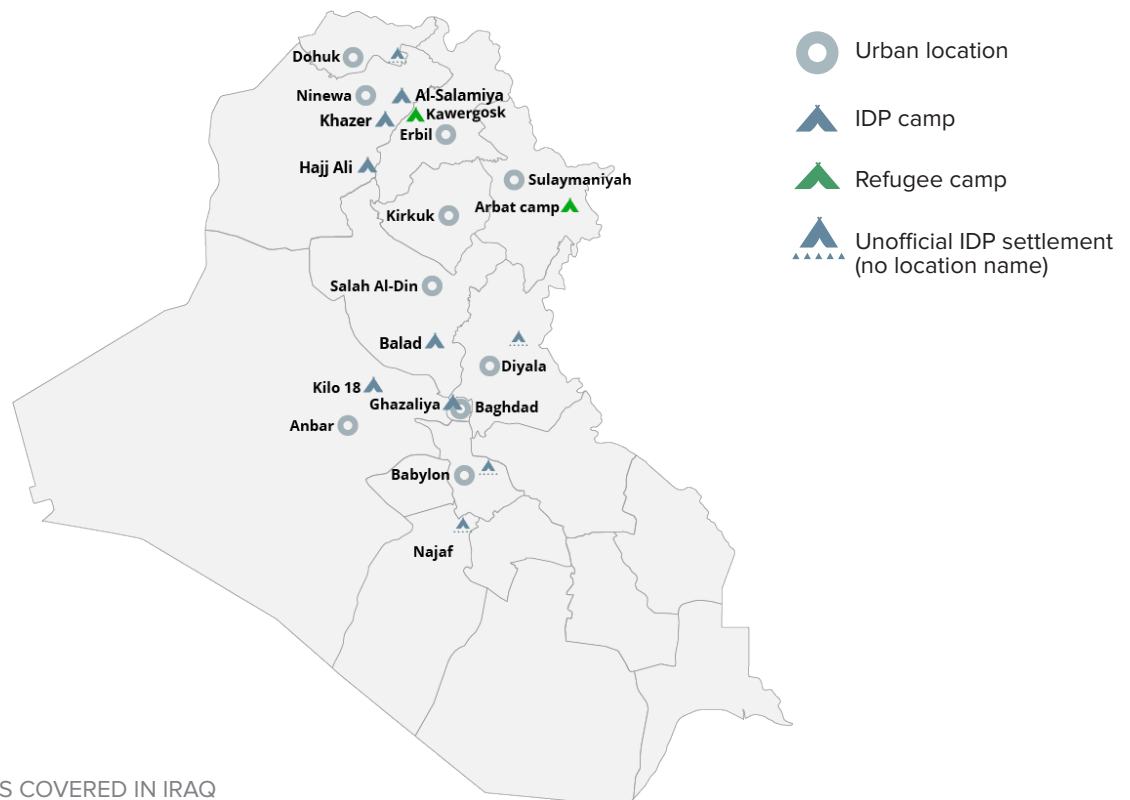 Dohuk
Ninewa
Al-Salamiya
Khazer
Kawergosk
Erbil
Hajj Ali
Sulaymaniyah
Arbat camp
Kirkuk
Salah Al-Din
Balad
Diyala
Kilo 18
Ghazaliya
Baghdad
Anbar
Babylon
Najaf
Urban location
IDP camp
Refugee camp
Unofficial IDP settlement
(no location name)
S COVERED IN IRAQ